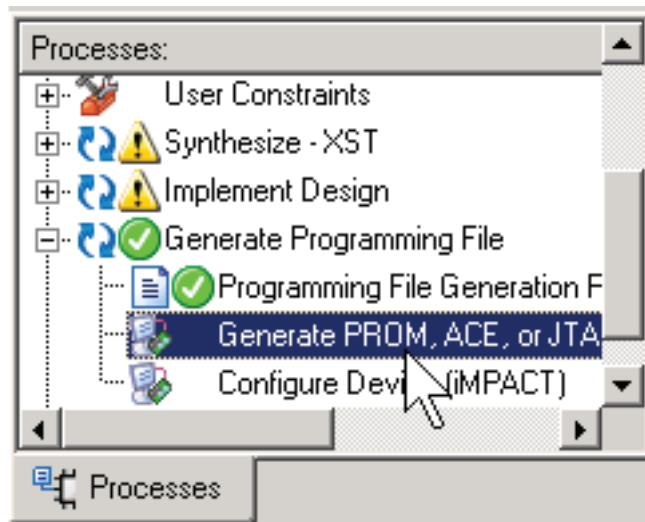 Processes:
User Constraints
Synthesize - XST
Implement Design
Generate Programming File
Programming File Generation F
Generate PROM, ACE, or JTA
Configure Devi (iMPACT)
Processes